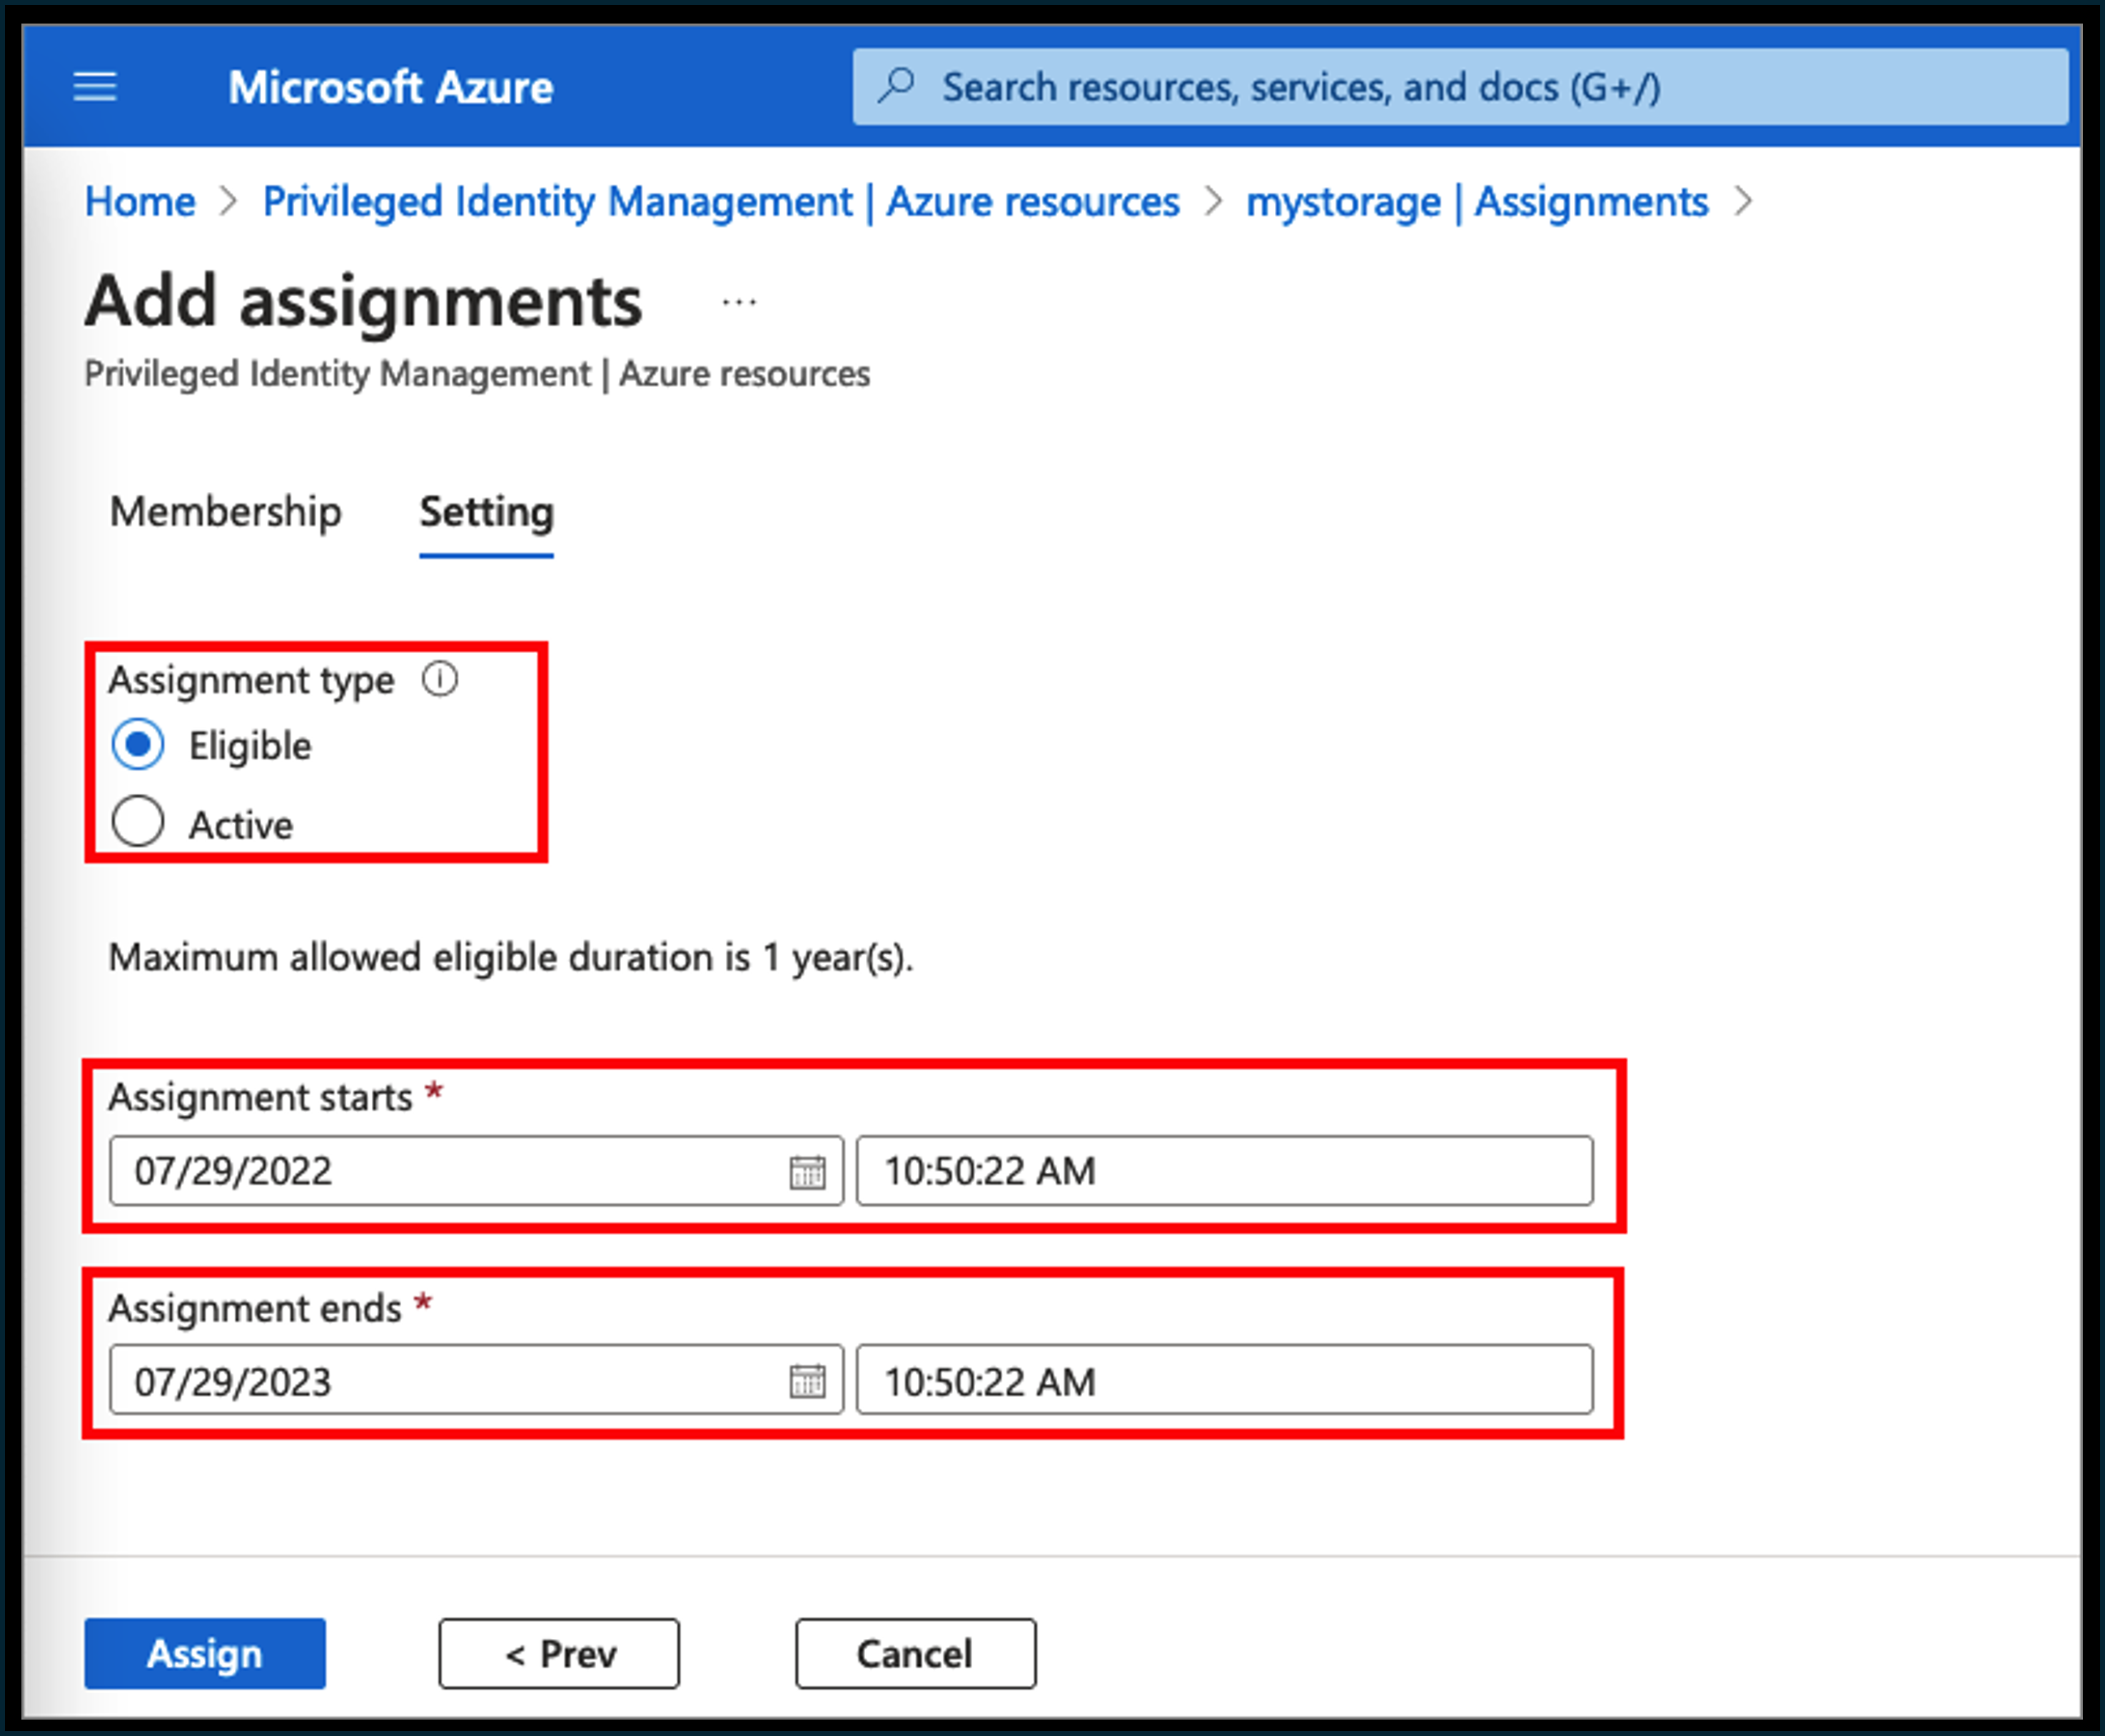 Microsoft Azure
Search resources, services, and docs (G+/)
Home > Privileged Identity Management | Azure resources > mystorage | Assignments >
Add assignments ...
Privileged Identity Management | Azure resources
Membership Setting
Assignment type
Eligible
Active
Maximum allowed eligible duration is 1 year(s).
Assignment starts *
07/29/2022 10:50:22 AM
Assignment ends *
07/29/2023 10:50:22 AM
Assign < Prev Cancel